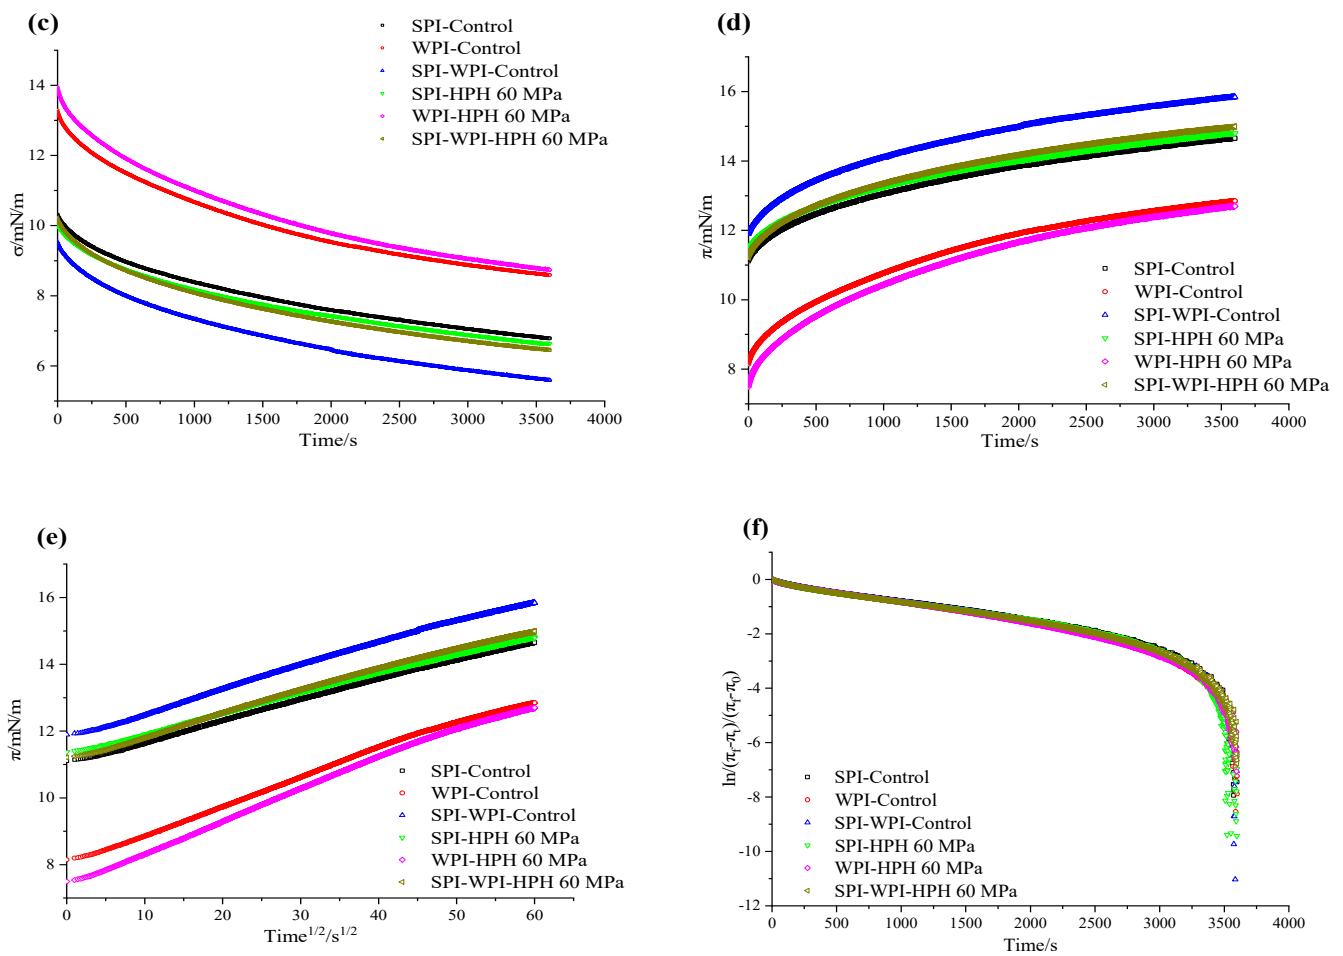 (c)
SPI-Control
WPI-Control
SPI-WPI-Control
SPI-HPH 60 MPa
WPI-HPH 60 MPa
SPI-WPI-HPH 60 MPa
14
12
10
8
6
σ/mN/m
0 500 1000 1500 2000 2500 3000 3500 4000
Time/s
(d)
16
14
12
10
8
π/mN/m
SPI-Control
WPI-Control
SPI-WPI-Control
SPI-HPH 60 MPa
WPI-HPH 60 MPa
SPI-WPI-HPH 60 MPa
0 500 1000 1500 2000 2500 3000 3500 4000
Time/s
(e)
16
14
12
10
8
π/mN/m
SPI-Control
WPI-Control
SPI-WPI-Control
SPI-HPH 60 MPa
WPI-HPH 60 MPa
SPI-WPI-HPH 60 MPa
0 10 20 30 40 50 60
Time^1/2/s^1/2
(f)
0
-2
-4
-6
-8
-10
-12
ln/(π_f-π_t)/(π_f-π_0)
SPI-Control
WPI-Control
SPI-WPI-Control
SPI-HPH 60 MPa
WPI-HPH 60 MPa
SPI-WPI-HPH 60 MPa
0 500 1000 1500 2000 2500 3000 3500 4000
Time/s